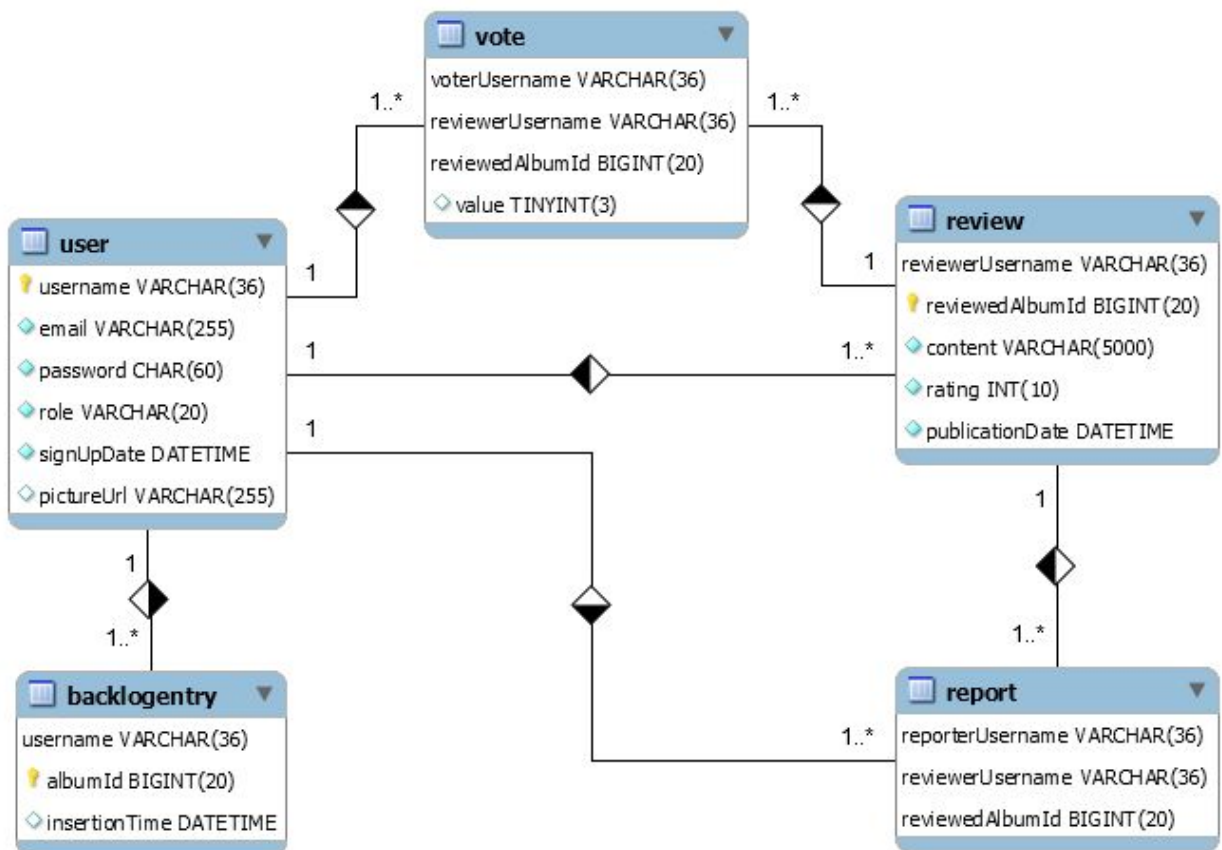 vote
voterUsername VARCHAR(36)
reviewerUsername VARCHAR(36)
reviewedAlbumId BIGINT(20)
value TINYINT(3)
1..*
1..*
user
username VARCHAR(36)
email VARCHAR(255)
password CHAR(60)
role VARCHAR(20)
signUpDate DATETIME
pictureUrl VARCHAR(255)
1
1
review
reviewerUsername VARCHAR(36)
reviewedAlbumId BIGINT(20)
content VARCHAR(5000)
rating INT(10)
publicationDate DATETIME
1
1..*
1
1
1..*
1
1..*
backlogentry
username VARCHAR(36)
albumId BIGINT(20)
insertionTime DATETIME
1..*
report
reporterUsername VARCHAR(36)
reviewerUsername VARCHAR(36)
reviewedAlbumId BIGINT(20)